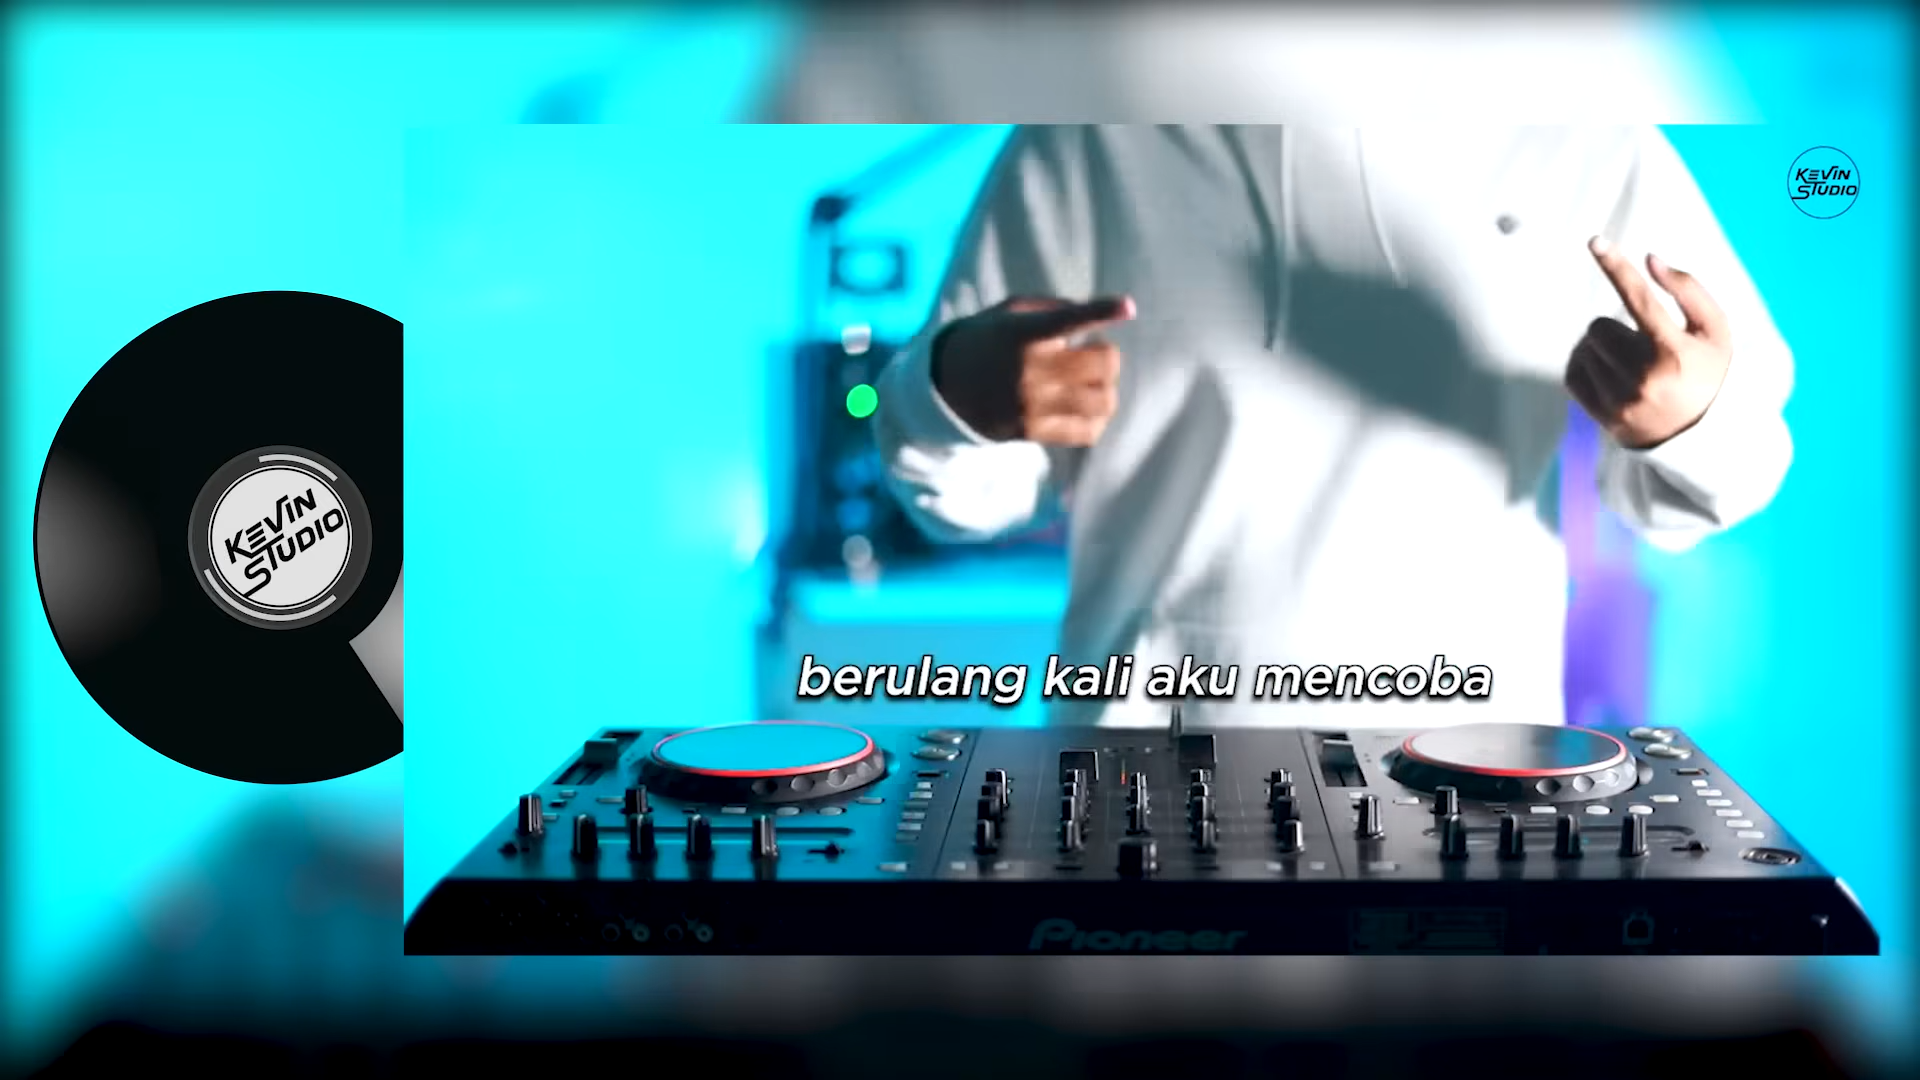 KEVIN
STUDIO
KEVIN
STUDIO
berulang kali aku mencoba
Pioneer